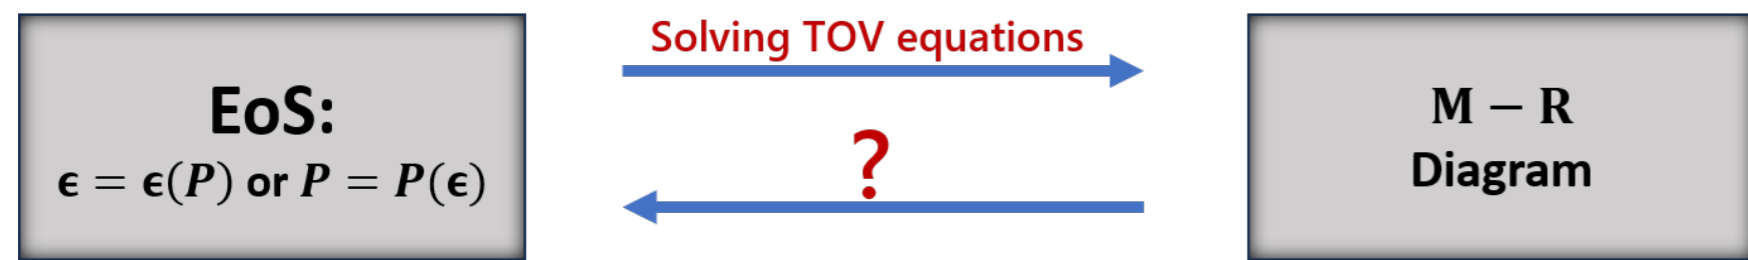 EoS:
ϵ = ϵ(P) or P = P(ϵ)
Solving TOV equations
?
M − R
Diagram